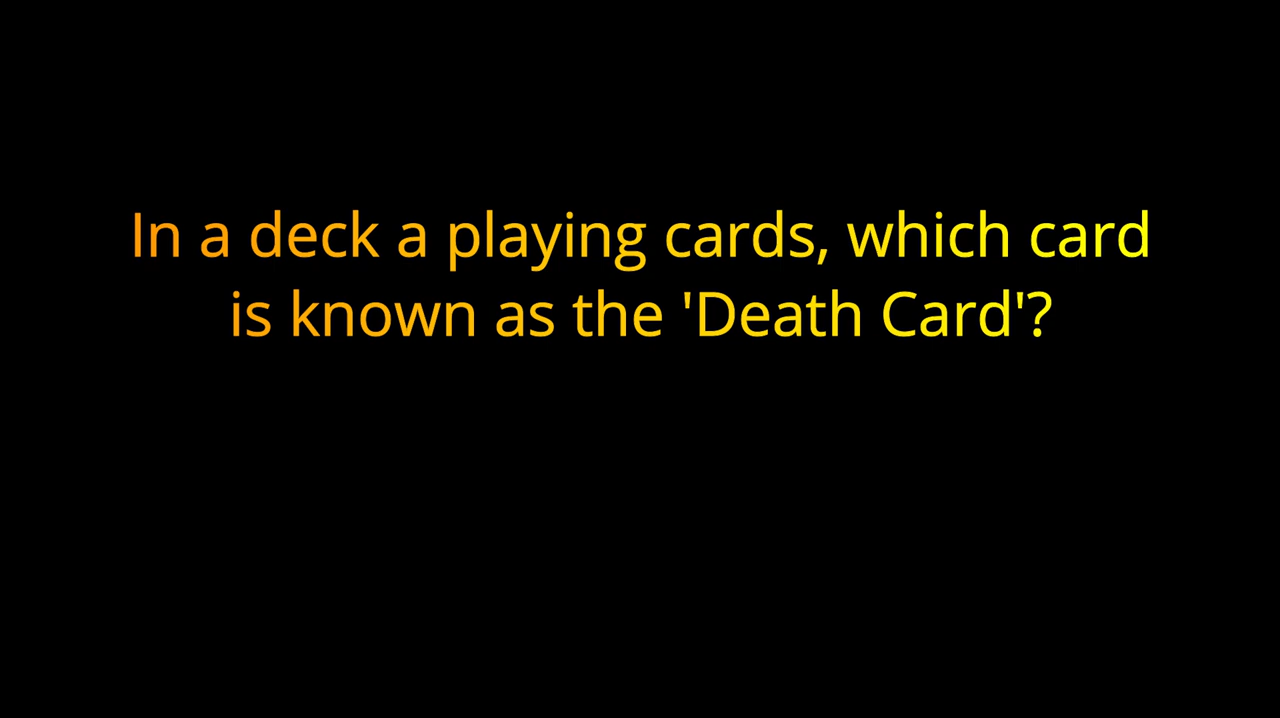 In a deck a playing cards, which card
is known as the 'Death Card'?